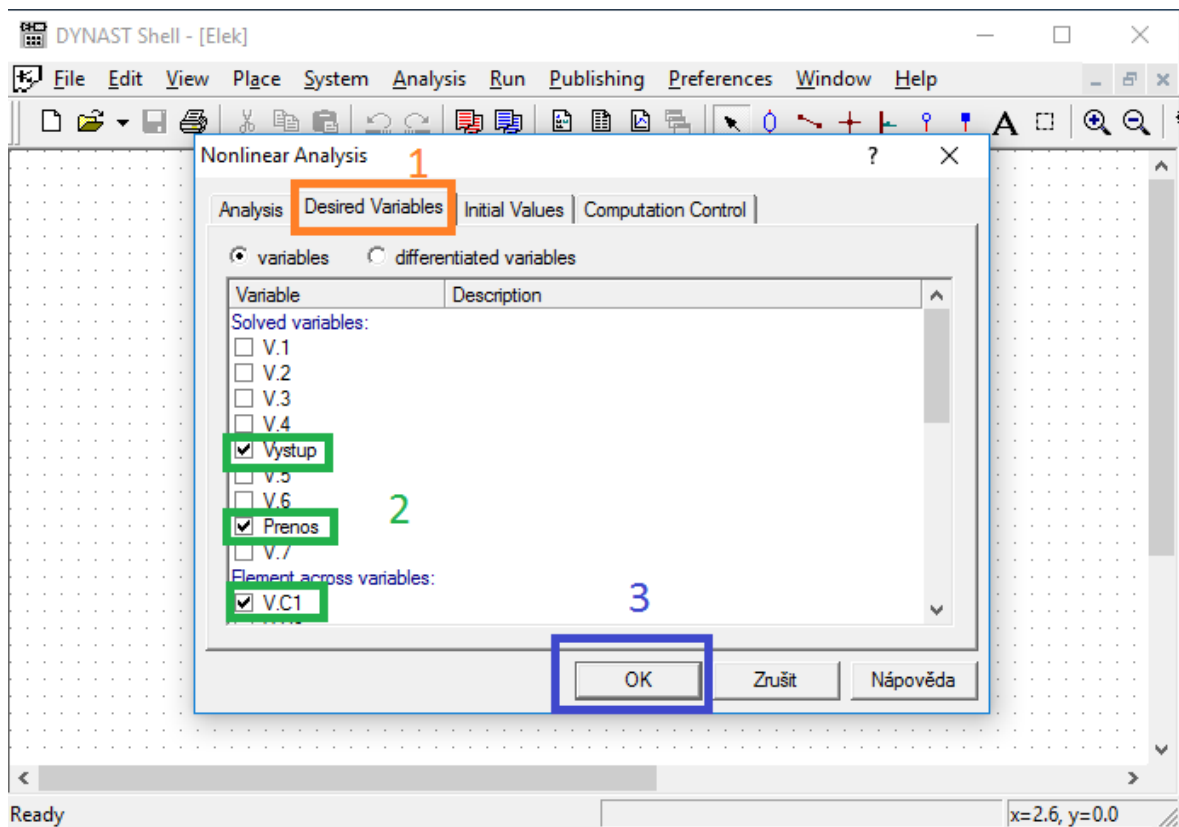 DYNAST Shell - [Elek]
File Edit View Place System Analysis Run Publishing Preferences Window Help
A
Nonlinear Analysis
1
?
Analysis Desired Variables Initial Values Computation Control
variables differentiated variables
Variable Description
Solved variables:
V.1
V.2
V.3
V.4
Vystup
V.5
V.6
2
Prenos
V.7
Element across variables:
V.C1
3
OK Zrušit Nápověda
Ready x=2.6, y=0.0